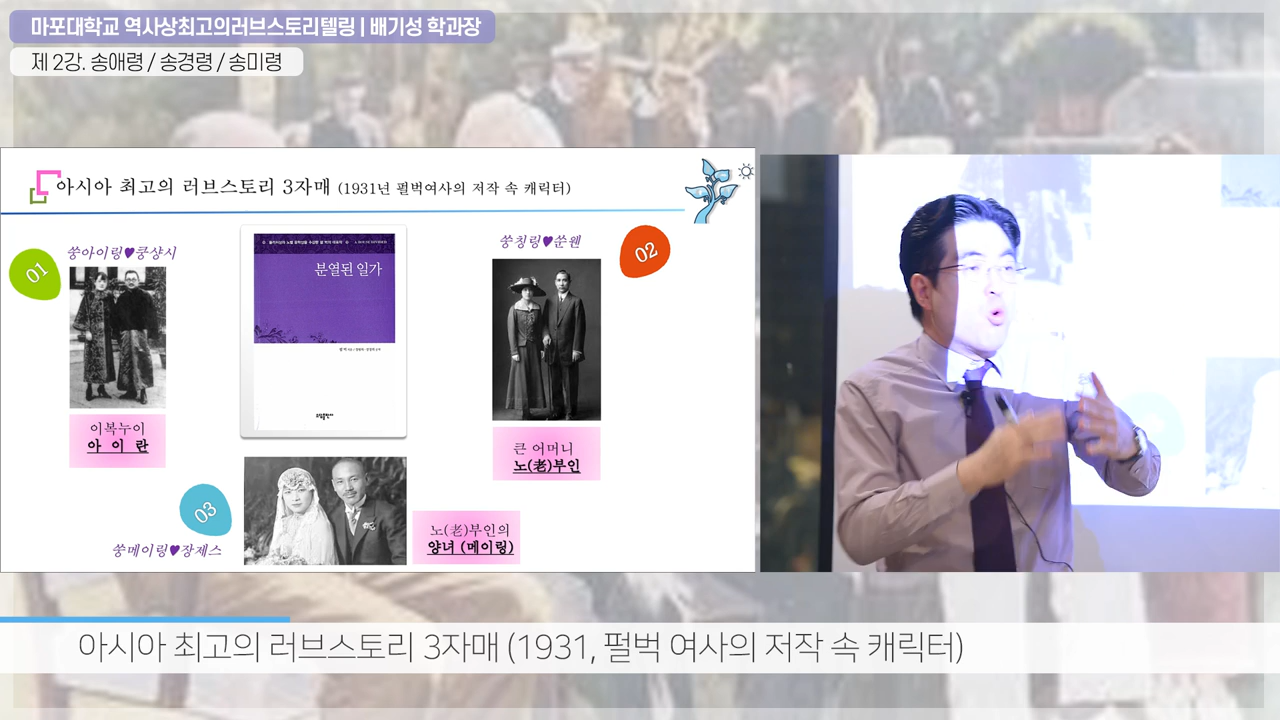 마포대학교 역사상최고의러브스토리텔링 | 배기성 학과장
제 2강. 송애령 / 송경령 / 송미령
아시아 최고의 러브스토리 3자매 (1931년 펄벅여사의 저작 속 캐릭터)
01
쑹아이링♥쿵샹시
이복누이
아 이 란
분열된 일가
쑹칭링♥쑨웬
02
큰 어머니
노(老)부인
03
쑹메이링♥장제스
노(老)부인의
양녀 (메이링)
아시아 최고의 러브스토리 3자매 (1931, 펄벅 여사의 저작 속 캐릭터)